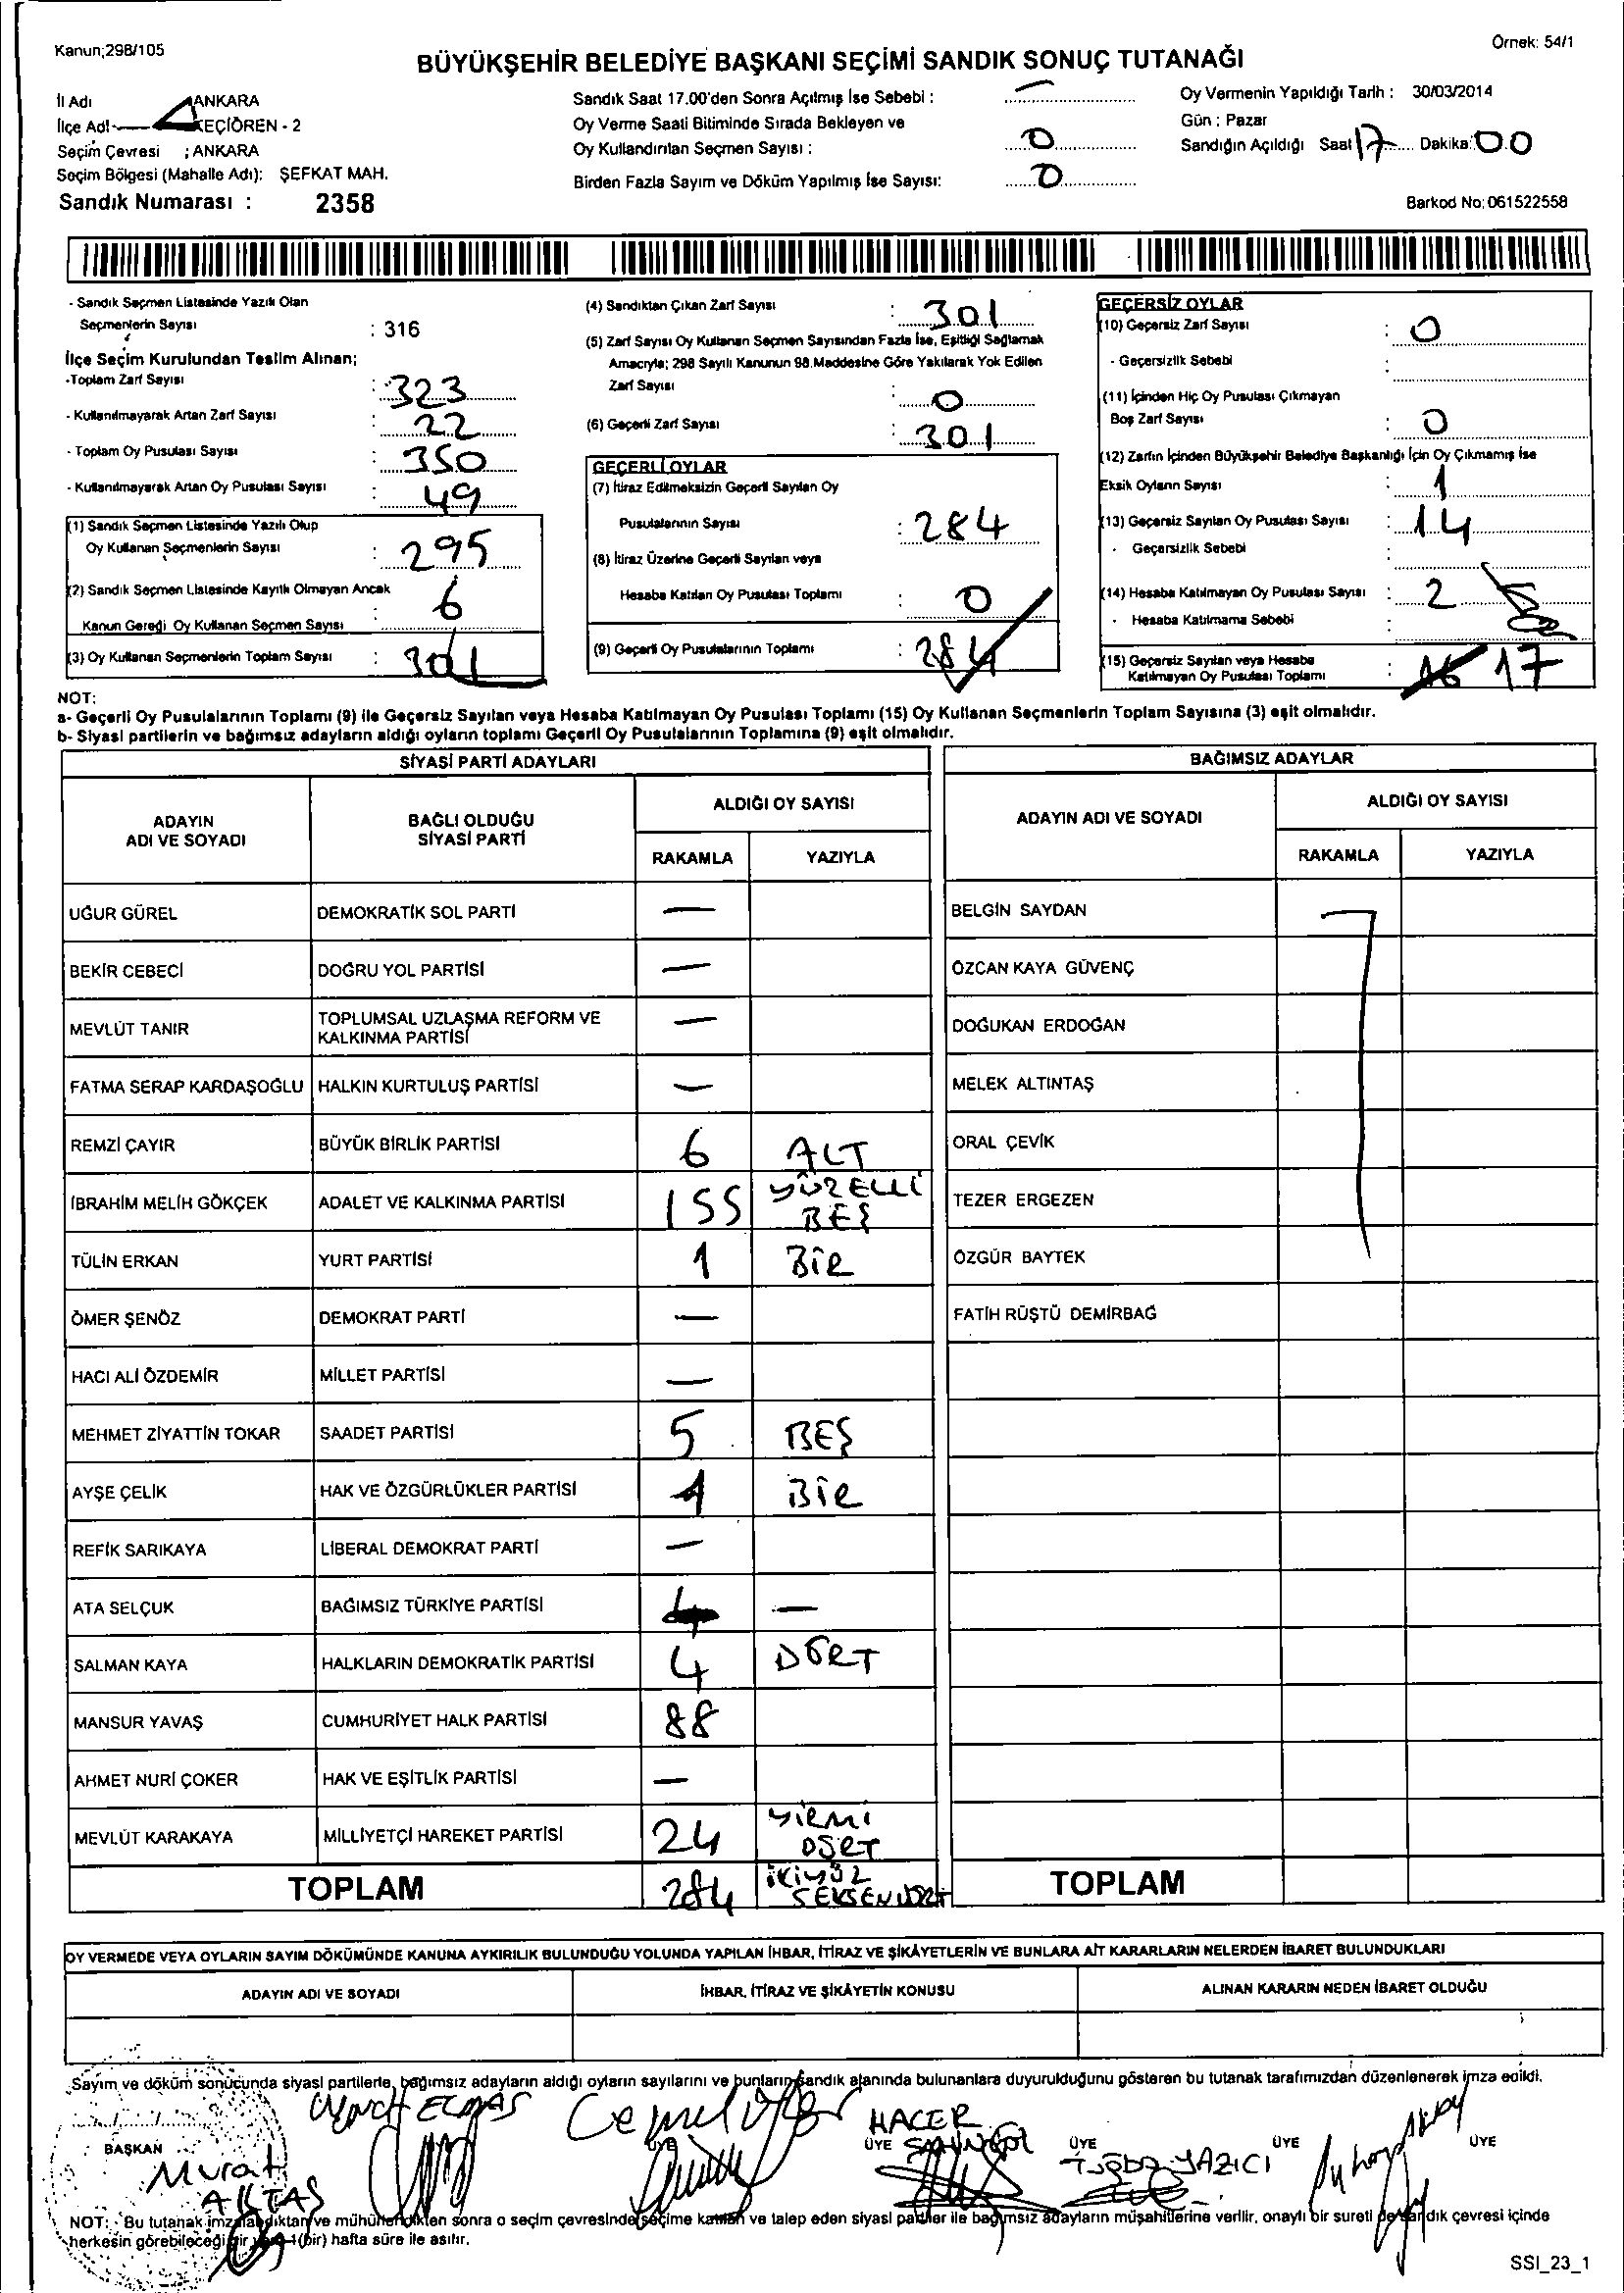 Kanun;298/105
Örnek: 54/1
BÜYÜKŞEHİR BELEDİYE BAŞKANI SEÇİMİ SANDIK SONUÇ TUTANAĞI
İl Adı ANKARA
İlçe Adı KEÇİÖREN - 2
Seçim Çevresi : ANKARA
Seçim Bölgesi (Mahalle Adı): ŞEFKAT MAH.
Sandık Numarası : 2358
Sandık Saat 17.00'den Sonra Açılmış İse Sebebi : —
Oy Verme Saati Bitiminde Sırada Bekleyen ve
Oy Kullandırılan Seçmen Sayısı : 0
Birden Fazla Sayım ve Döküm Yapılmış İse Sayısı: 0
Oy Vermenin Yapıldığı Tarih : 30/03/2014
Gün : Pazar
Sandığın Açıldığı Saat 17 Dakika: 00
Barkod No: 061522558
- Sandık Seçmen Listesinde Yazılı Olan
Seçmenlerin Sayısı : 316
İlçe Seçim Kurulundan Teslim Alınan;
-Toplam Zarf Sayısı : 323
- Kullanılmayarak Artan Zarf Sayısı : 22
- Toplam Oy Pusulası Sayısı : 350
- Kullanılmayarak Artan Oy Pusulası Sayısı : 49
(1) Sandık Seçmen Listesinde Yazılı Olup
Oy Kullanan Seçmenlerin Sayısı : 295
(2) Sandık Seçmen Listesinde Kayıtlı Olmayan Ancak
Kanun Gereği Oy Kullanan Seçmen Sayısı : 6
(3) Oy Kullanan Seçmenlerin Toplam Sayısı : 301
(4) Sandıktan Çıkan Zarf Sayısı : 301
(5) Zarf Sayısı Oy Kullanan Seçmen Sayısından Fazla İse, Eşitliği Sağlamak
Amacıyla; 298 Sayılı Kanunun 98.Maddesine Göre Yakılarak Yok Edilen
Zarf Sayısı : 0
(6) Geçerli Zarf Sayısı : 301
GEÇERLİ OYLAR
(7) İtiraz Edilmeksizin Geçerli Sayılan Oy
Pusulalarının Sayısı : 284
(8) İtiraz Üzerine Geçerli Sayılan veya
Hesaba Katılan Oy Pusulası Toplamı : 0
(9) Geçerli Oy Pusulalarının Toplamı : 284
GEÇERSİZ OYLAR
(10) Geçersiz Zarf Sayısı : 0
- Geçersizlik Sebebi :
(11) İçinden Hiç Oy Pusulası Çıkmayan
Boş Zarf Sayısı : 0
(12) Zarfın İçinden Büyükşehir Belediye Başkanlığı İçin Oy Çıkmamış İse
Eksik Oyların Sayısı : 1
(13) Geçersiz Sayılan Oy Pusulası Sayısı : 14
- Geçersizlik Sebebi :
(14) Hesaba Katılmayan Oy Pusulası Sayısı : 2
- Hesaba Katılmama Sebebi :
(15) Geçersiz Sayılan veya Hesaba
Katılmayan Oy Pusulası Toplamı : 16 17
NOT:
a- Geçerli Oy Pusulalarının Toplamı (9) ile Geçersiz Sayılan veya Hesaba Katılmayan Oy Pusulası Toplamı (15) Oy Kullanan Seçmenlerin Toplam Sayısına (3) eşit olmalıdır.
b- Siyasi partilerin ve bağımsız adayların aldığı oyların toplamı Geçerli Oy Pusulalarının Toplamına (9) eşit olmalıdır.
SİYASİ PARTİ ADAYLARI
ADAYIN
ADI VE SOYADI
BAĞLI OLDUĞU
SİYASİ PARTİ
ALDIĞI OY SAYISI
RAKAMLA YAZIYLA
UĞUR GÜREL DEMOKRATİK SOL PARTİ —
BEKİR CEBECİ DOĞRU YOL PARTİSİ —
MEVLÜT TANIR TOPLUMSAL UZLAŞMA REFORM VE
KALKINMA PARTİSİ —
FATMA SERAP KARDAŞOĞLU HALKIN KURTULUŞ PARTİSİ —
REMZİ ÇAYIR BÜYÜK BİRLİK PARTİSİ 6 ALT
İBRAHİM MELİH GÖKÇEK ADALET VE KALKINMA PARTİSİ 155 YÜZELLİ
BEŞ
TÜLİN ERKAN YURT PARTİSİ 1 BİR
ÖMER ŞENÖZ DEMOKRAT PARTİ —
HACI ALİ ÖZDEMİR MİLLET PARTİSİ —
MEHMET ZİYATTİN TOKAR SAADET PARTİSİ 5 BEŞ
AYŞE ÇELİK HAK VE ÖZGÜRLÜKLER PARTİSİ 1 BİR
REFİK SARIKAYA LİBERAL DEMOKRAT PARTİ —
ATA SELÇUK BAĞIMSIZ TÜRKİYE PARTİSİ —
SALMAN KAYA HALKLARIN DEMOKRATİK PARTİSİ 4 DÖRT
MANSUR YAVAŞ CUMHURİYET HALK PARTİSİ 88
AHMET NURİ ÇOKER HAK VE EŞİTLİK PARTİSİ —
MEVLÜT KARAKAYA MİLLİYETÇİ HAREKET PARTİSİ 24 YİRMİ
DÖRT
TOPLAM 284 İKİYÜZ
SEKSENDÖRT
BAĞIMSIZ ADAYLAR
ADAYIN ADI VE SOYADI
ALDIĞI OY SAYISI
RAKAMLA YAZIYLA
BELGİN SAYDAN
ÖZCAN KAYA GÜVENÇ
DOĞUKAN ERDOĞAN
MELEK ALTINTAŞ
ORAL ÇEVİK
TEZER ERGEZEN
ÖZGÜR BAYTEK
FATİH RÜŞTÜ DEMİRBAĞ
TOPLAM
OY VERMEDE VEYA OYLARIN SAYIM DÖKÜMÜNDE KANUNA AYKIRILIK BULUNDUĞU YOLUNDA YAPILAN İHBAR, İTİRAZ VE ŞİKÂYETLERİN VE BUNLARA AİT KARARLARIN NELERDEN İBARET BULUNDUKLARI
ADAYIN ADI VE SOYADI İHBAR, İTİRAZ VE ŞİKÂYETİN KONUSU ALINAN KARARIN NEDEN İBARET OLDUĞU
Sayım ve döküm sonucunda siyasi partilerle, bağımsız adayların aldığı oyların sayılarını ve bunların sandık alanında bulunanlara duyurulduğunu gösteren bu tutanak tarafımızdan düzenlenerek imza edildi.
ELMAS
HACER
BAŞKAN ÜYE ÜYE ÜYE ÜYE ÜYE
Murat
AKTAŞ
YAZICI
NOT: Bu tutanak imzalandıktan ve mühürlendikten sonra o seçim çevresinde seçime katılan ve talep eden siyasi partiler ile bağımsız adayların müşahitlerine verilir, onaylı bir sureti de sandık çevresi içinde
herkesin görebileceği bir yere 1(bir) hafta süre ile asılır.
SSI_23_1